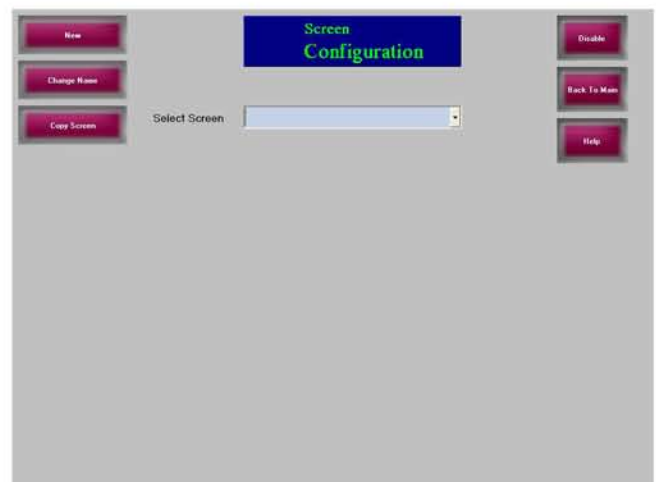 New
Screen
Configuration
Disable
Change Name
Back To Main
Copy Screen
Select Screen
Help